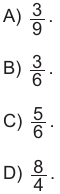 A) 3/9 .
B) 3/6 .
C) 5/6 .
D) 8/4 .